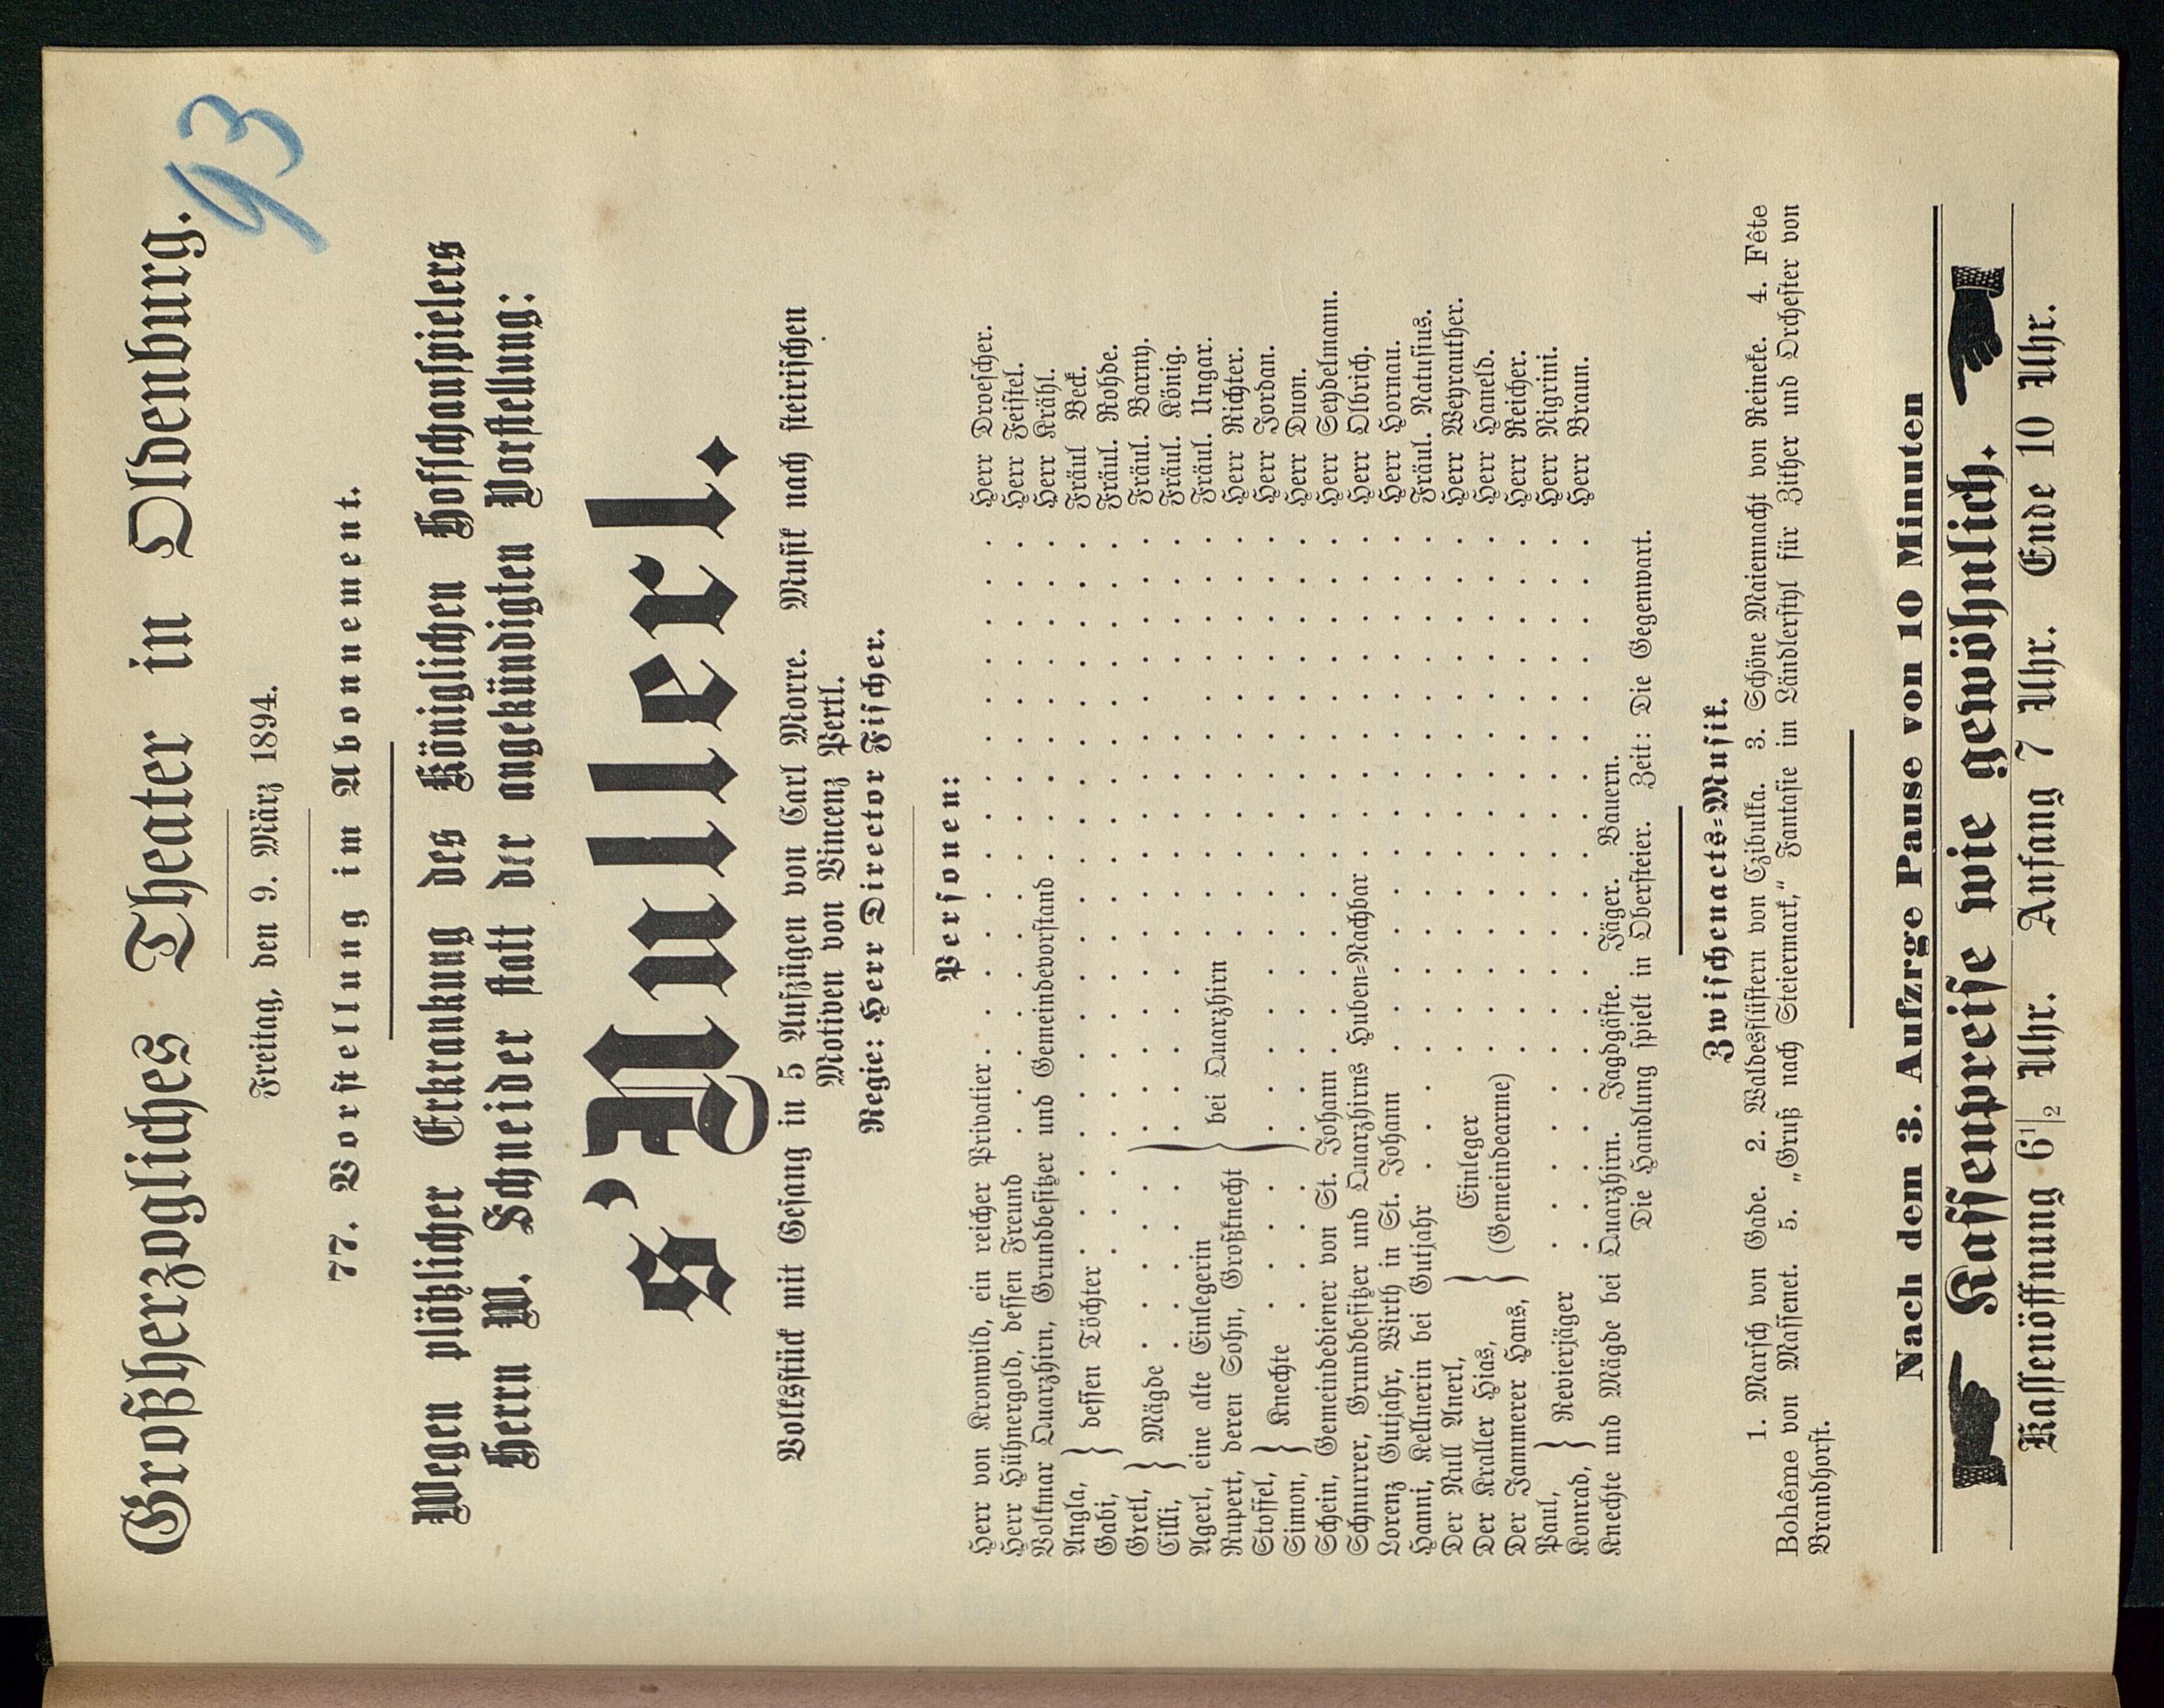 Großherzogliches Theater in Oldenburg.
93
Freitag, den 9. März 1894.
77. Vorstellung im Abonnement.
Wegen plötzlicher Erkrankung des Königlichen Hofschauspielers
Herrn W. Schneider statt der angekündigten Vorstellung:
s'Nullerl.
Volksstück mit Gesang in 5 Aufzügen von Carl Morre. Musik nach steirischen
Motiven von Vincenz Pertl.
Regie: Herr Director Fischer.
Personen:
Herr von Kronwild, ein reicher Privatier . . . Herr Droescher.
Herr Hühnergold, dessen Freund . . . Herr Feistel.
Volkmar Quarzhirn, Grundbesitzer und Gemeindevorstand . . . Herr Krähl.
Angla, } dessen Töchter . . . Fräul Beck.
Gabi, . . . Fräul. Rohde.
Gretl, } Mägde . . . } bei Quarzhirn . . . Fräul. Barny.
Cilli, . . . Fräul. König.
Agerl, eine alte Einlegerin . . . Fräul. Ungar.
Rupert, deren Sohn, Großknecht . . . Herr Richter.
Stoffel, } Knechte . . . Herr Jordan.
Simon, . . . Herr Duon.
Schein, Gemeindediener von St. Johann . . . Herr Seydelmann.
Schnurrer, Grundbesitzer und Quarzhirns Huben-Nachbar . . . Herr Olbrich.
Lorenz Gutjahr, Wirth in St. Johann . . . Herr Hornau.
Hanni, Kellnerin bei Gutjahr . . . Fräul. Natusius.
Der Null Anerl, } Einleger . . . Herr Weyrauther.
Der Kraller Hias, (Gemeindearme) . . . Herr Haneld.
Der Jammerer Hans, . . . Herr Reicher.
Paul, } Revierjäger . . . Herr Nigrini.
Konrad, . . . Herr Braun.
Knechte und Mägde bei Quarzhirn. Jagdgäste. Jäger. Bauern.
Die Handlung spielt in Obersteier. Zeit: Die Gegenwart.
Zwischenacts-Musik.
1. Marsch von Gade. 2. Waldesflüstern von Czibulka. 3. Schöne Maiennacht von Reineke. 4. Fête
Bohême von Massenet. 5. „Gruß nach Steiermark,“ Fantasie im Ländlerstyl für Zither und Orchester von
Brandhorst.
Nach dem 3. Aufzrge Pause von 10 Minuten
Kassenpreise wie gewöhnlich.
Kassenöffnung 6½ Uhr. Anfang 7 Uhr. Ende 10 Uhr.